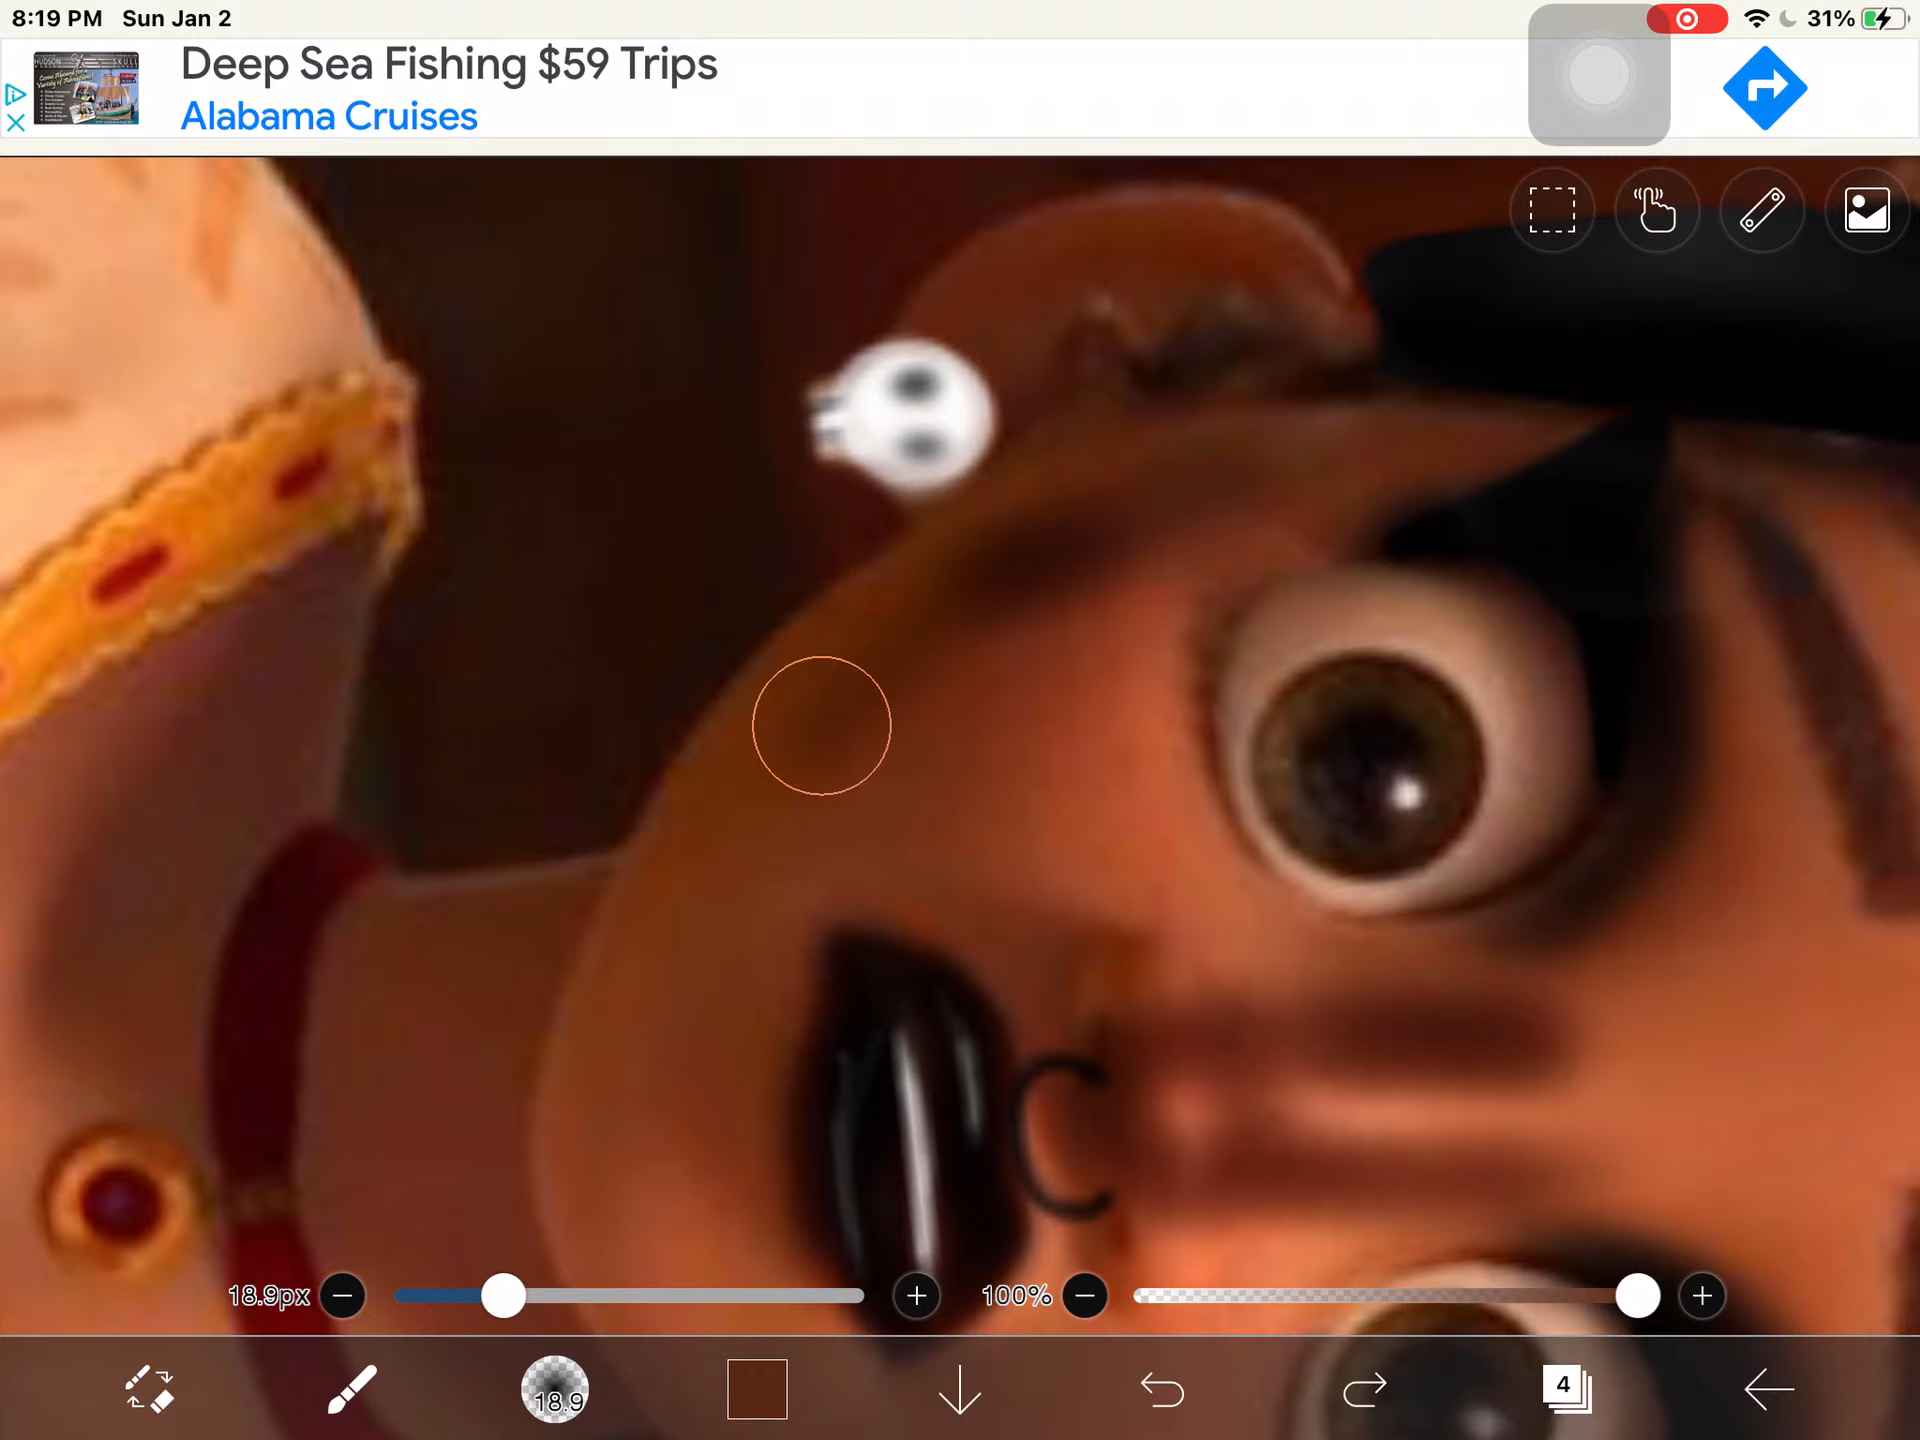 8:19 PM Sun Jan 2
31%
Deep Sea Fishing $59 Trips
Alabama Cruises
18.9px
100%
18.9
4